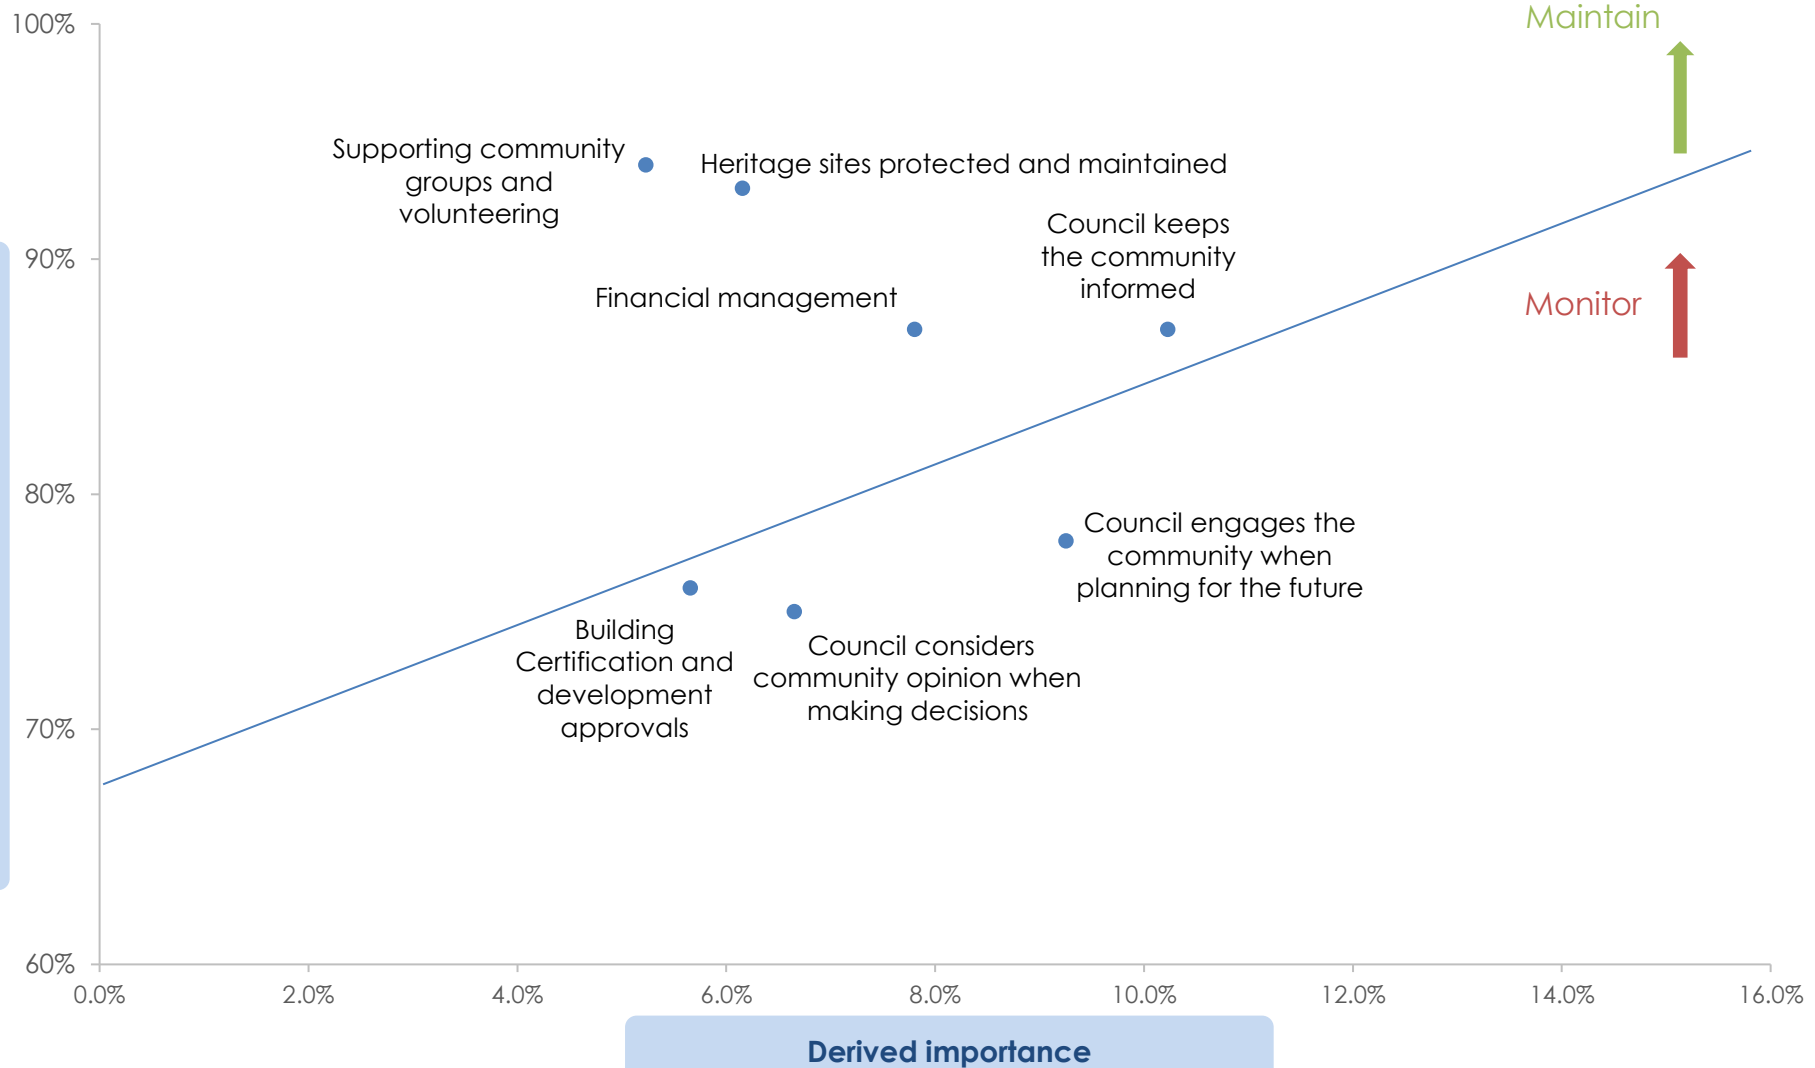 100%
Maintain
Supporting community
groups and
volunteering
Heritage sites protected and maintained
Council keeps
the community
informed
90%
Financial management
Monitor
80%
Council engages the
community when
planning for the future
Building
Certification and
development
approvals
Council considers
community opinion when
making decisions
70%
60%
0.0% 2.0% 4.0% 6.0% 8.0% 10.0% 12.0% 14.0% 16.0%
Derived importance